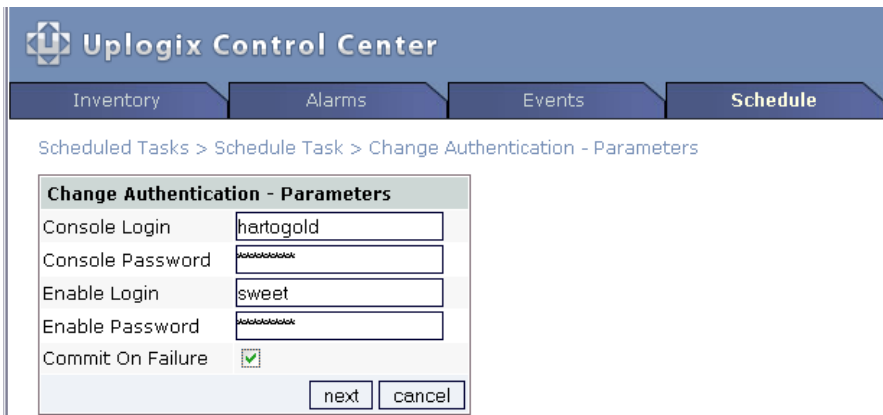 Uplogix Control Center
Inventory Alarms Events Schedule
Scheduled Tasks > Schedule Task > Change Authentication - Parameters
Change Authentication - Parameters
Console Login hartogold
Console Password **********
Enable Login sweet
Enable Password **********
Commit On Failure
next cancel